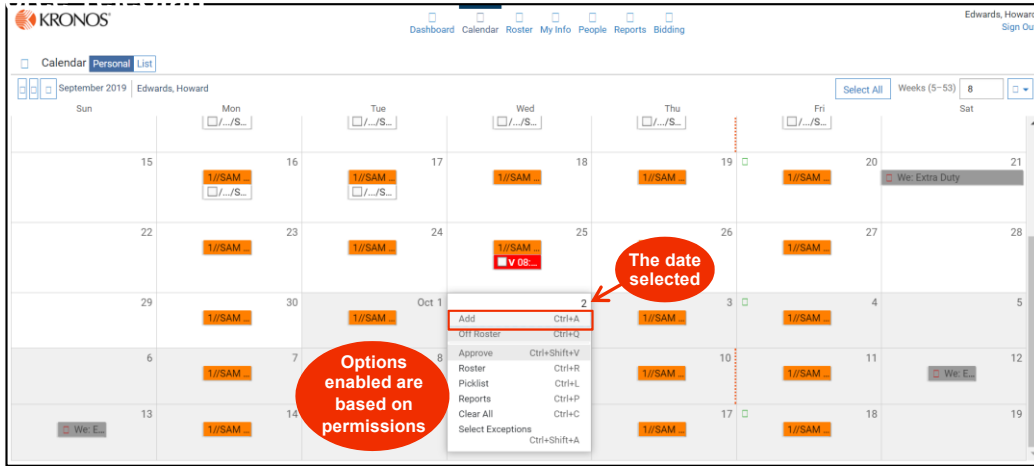 KRONOS
Dashboard Calendar Roster My Info People Reports Bidding
Edwards, Howard
Sign Ou
Calendar Personal List
September 2019 Edwards, Howard
Select All Weeks (5–53) 8
Sun Mon Tue Wed Thu Fri Sat
/.../S... /.../S... /.../S... /.../S... /.../S...
15 16 17 18 19 20 21
1//SAM ... 1//SAM ... 1//SAM ... 1//SAM ... 1//SAM ... We: Extra Duty
/.../S... /.../S...
22 23 24 25 26 27 28
1//SAM ... 1//SAM ... 1//SAM ... 1//SAM ...
V 08:...
The date
selected
29 30 Oct 1 2 3 4 5
1//SAM ... 1//SAM ... 1//SAM ... 1//SAM ...
Add Ctrl+A
Off Roster Ctrl+Q
Approve Ctrl+Shift+V
Roster Ctrl+R
Picklist Ctrl+L
Reports Ctrl+P
Clear All Ctrl+C
Select Exceptions
Ctrl+Shift+A
Options
enabled are
based on
permissions
6 7 8 10 11 12
1//SAM ... 1//SAM ... 1//SAM ... We: E...
13 14 17 18 19
We: E... 1//SAM ... 1//SAM ... 1//SAM ...